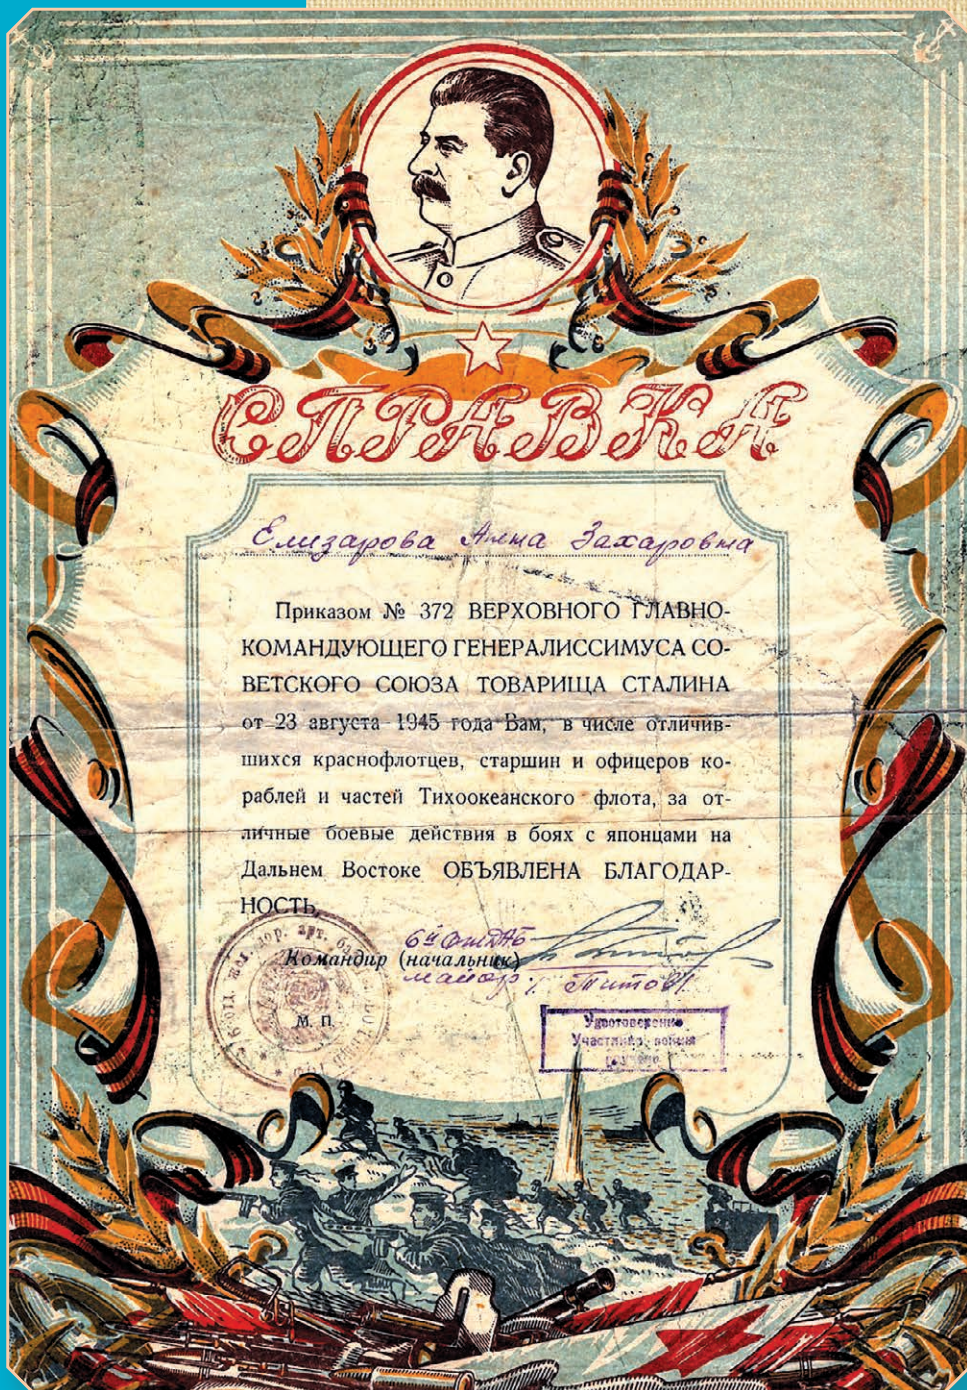 СПРАВКА
Елизарова Анна Захаровна
Приказом № 372 ВЕРХОВНОГО ГЛАВНО-
КОМАНДУЮЩЕГО ГЕНЕРАЛИССИМУСА СО-
ВЕТСКОГО СОЮЗА ТОВАРИЩА СТАЛИНА
от 23 августа 1945 года Вам, в числе отличив-
шихся краснофлотцев, старшин и офицеров ко-
раблей и частей Тихоокеанского флота, за от-
личные боевые действия в боях с японцами на
Дальнем Востоке ОБЪЯВЛЕНА БЛАГОДАР-
НОСТЬ.
Командир (начальник)
майор / Титов /
М. П.
Удостоверение
Участника войны